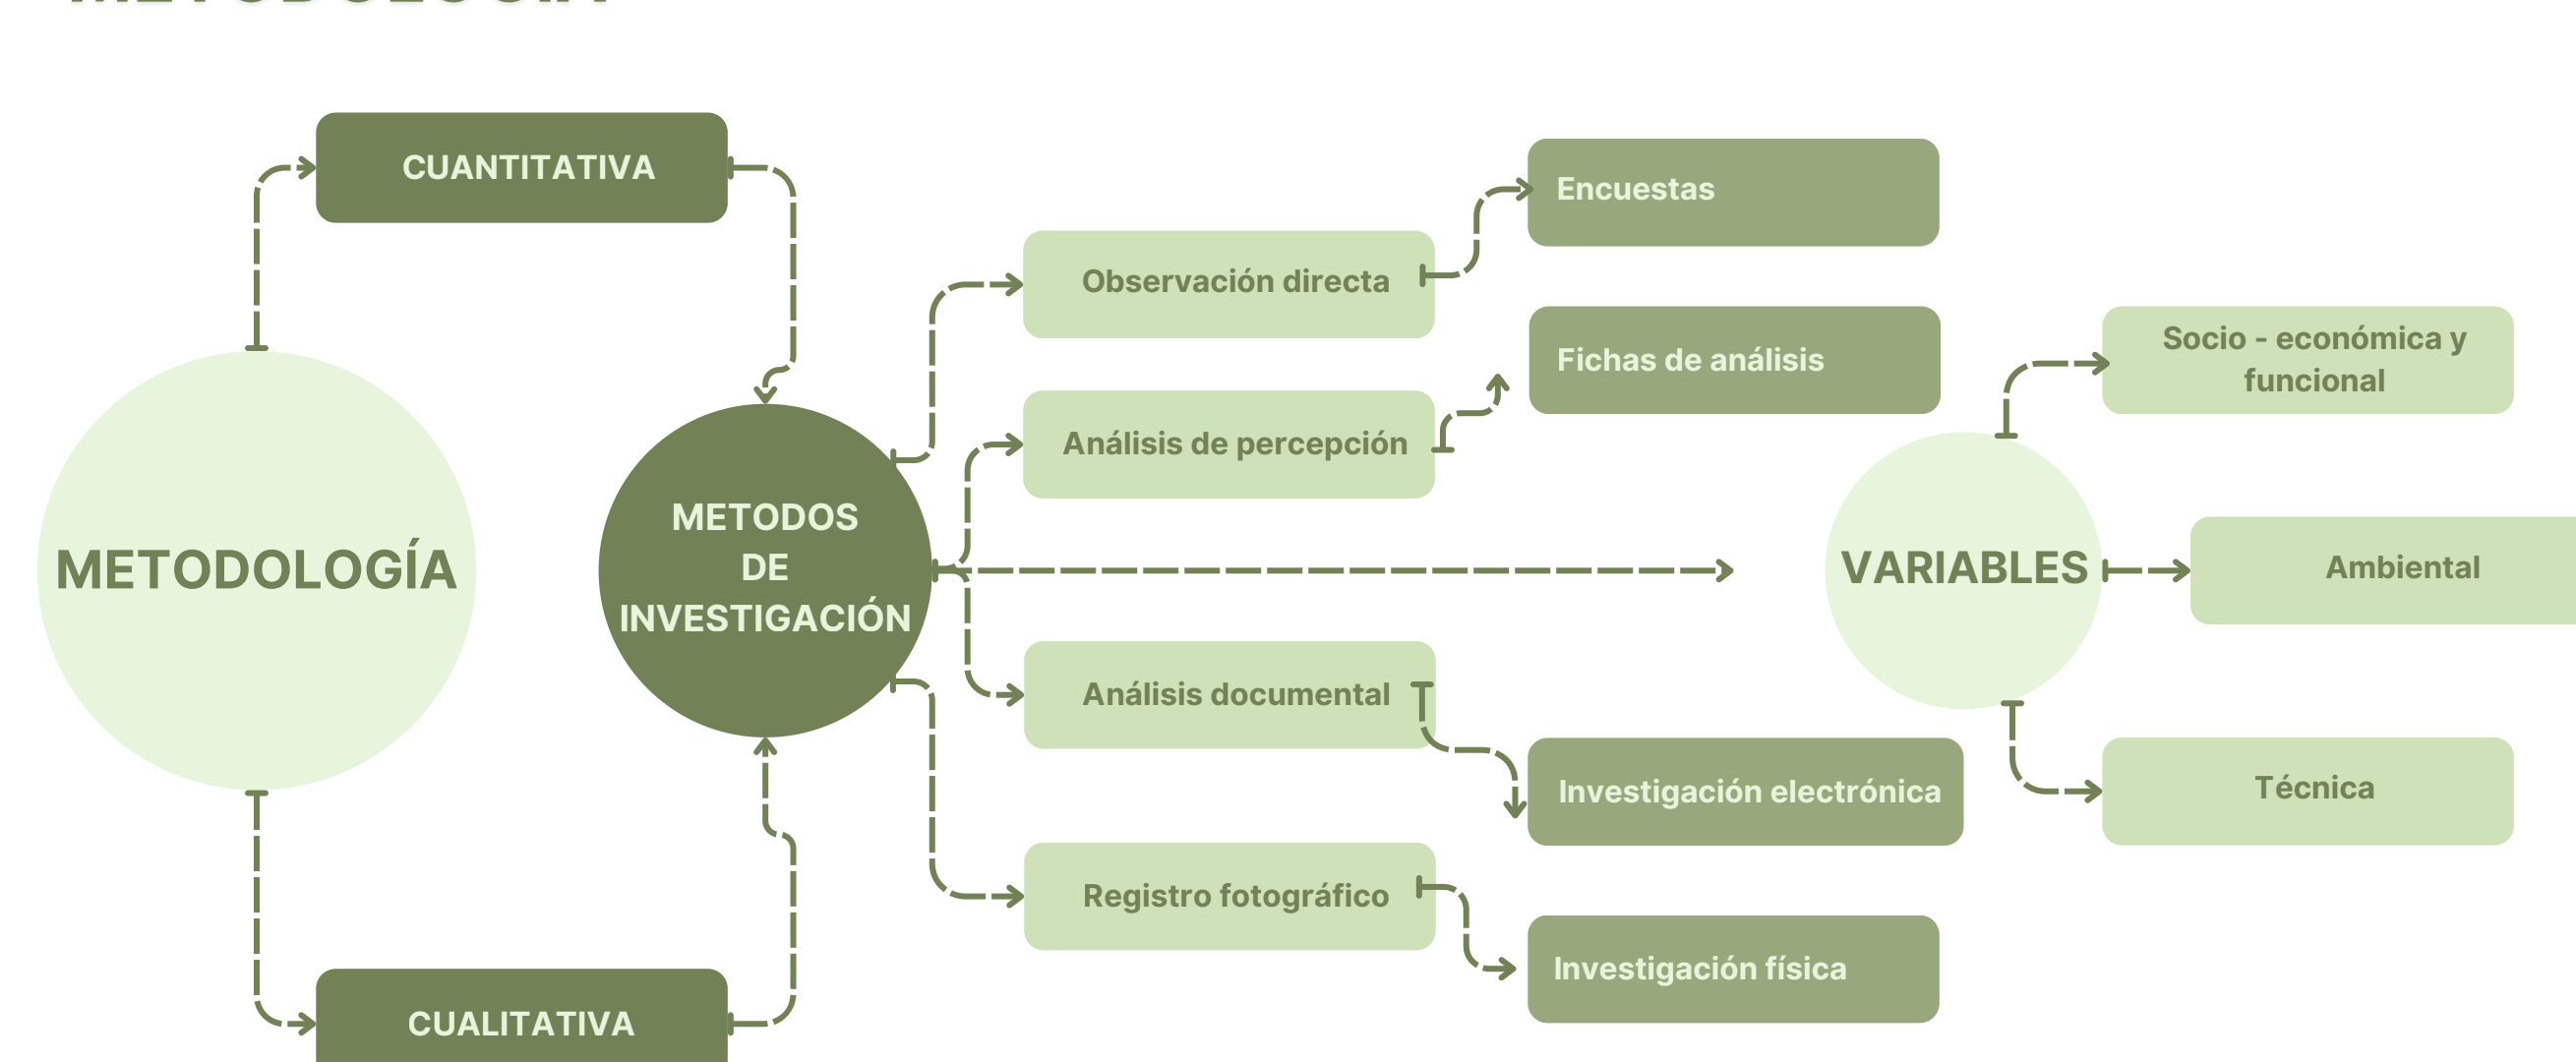 METODOLOGÍA
CUANTITATIVA
METODOLOGÍA
CUALITATIVA
METODOS
DE
INVESTIGACIÓN
Observación directa
Análisis de percepción
Análisis documental
Registro fotográfico
Encuestas
Fichas de análisis
Investigación electrónica
Investigación física
VARIABLES
Socio - económica y
funcional
Ambiental
Técnica